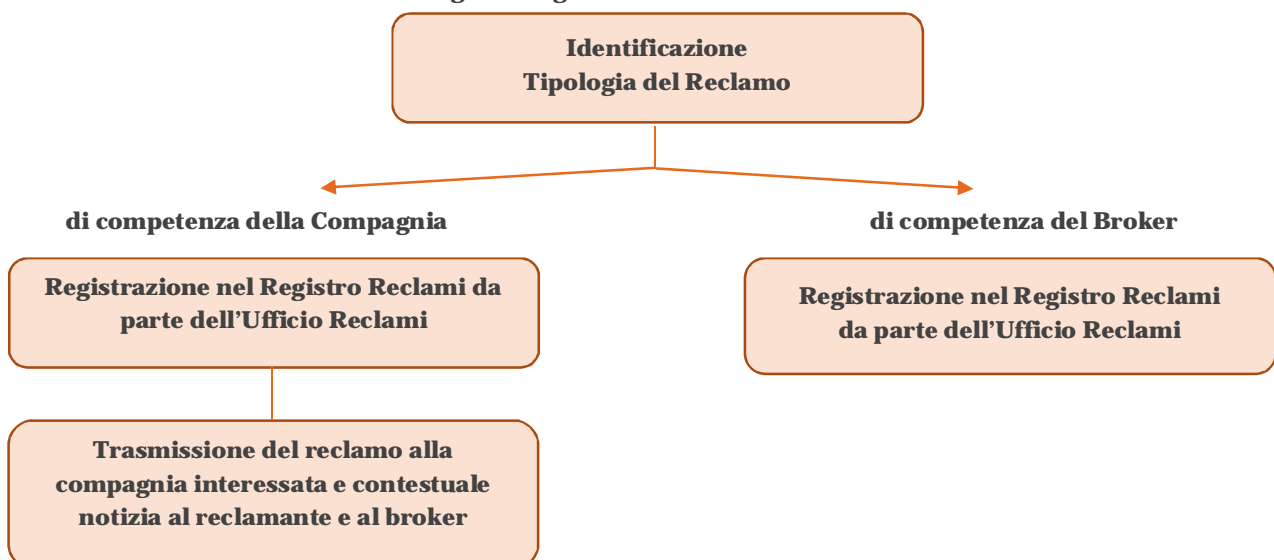 Identificazione
Tipologia del Reclamo
di competenza della Compagnia
di competenza del Broker
Registrazione nel Registro Reclami da
parte dell’Ufficio Reclami
Registrazione nel Registro Reclami
da parte dell’Ufficio Reclami
Trasmissione del reclamo alla
compagnia interessata e contestuale
notizia al reclamante e al broker